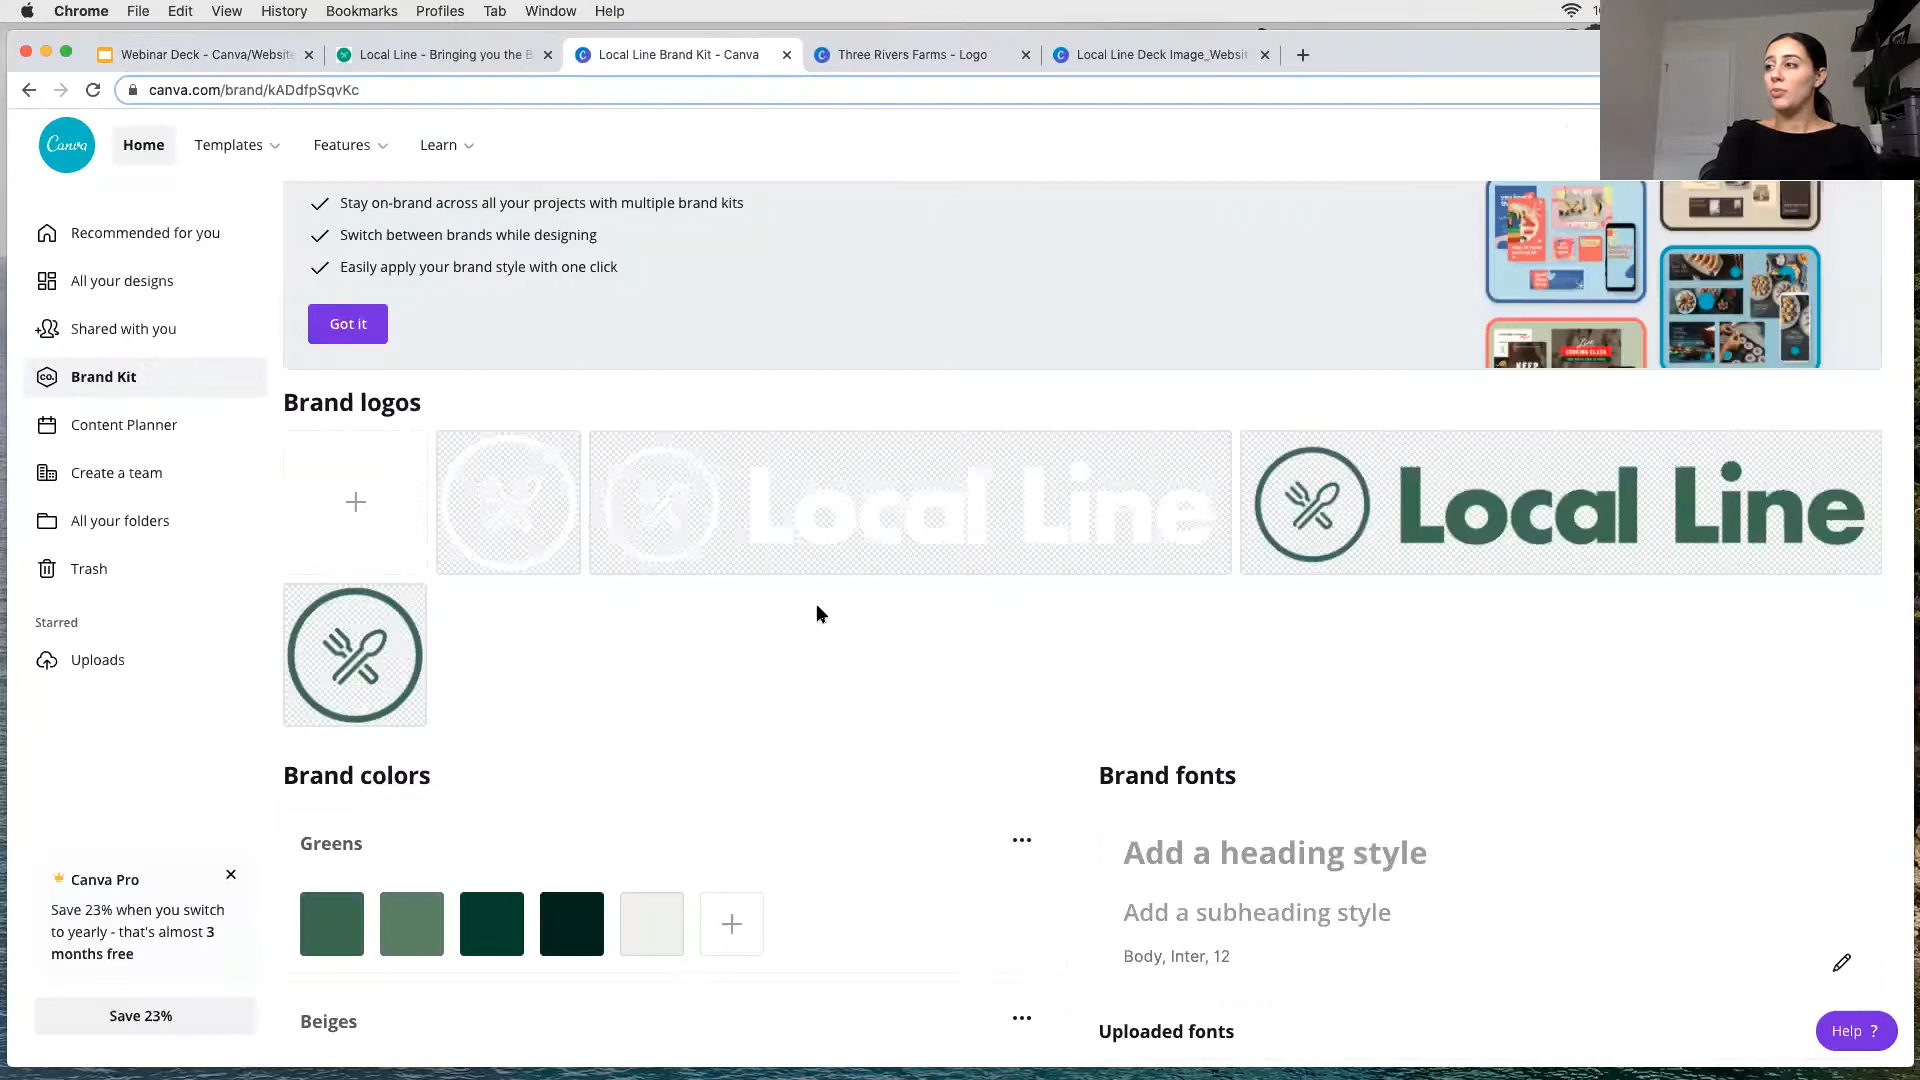 Chrome File Edit View History Bookmarks Profiles Tab Window Help
Webinar Deck - Canva/Website
Local Line - Bringing you the B
Local Line Brand Kit - Canva
Three Rivers Farms - Logo
Local Line Deck Image_Websit
canva.com/brand/kADdfpSqvKc
Canva
Home
Templates
Features
Learn
Recommended for you
All your designs
Shared with you
CO.
Brand Kit
Content Planner
Create a team
All your folders
Trash
Starred
Uploads
Canva Pro
Save 23% when you switch
to yearly - that's almost 3
months free
Save 23%
Stay on-brand across all your projects with multiple brand kits
Switch between brands while designing
Easily apply your brand style with one click
Got it
Brand logos
Local Line
Local Line
Brand colors
Greens
Beiges
Brand fonts
Add a heading style
Add a subheading style
Body, Inter, 12
Uploaded fonts
Help ?